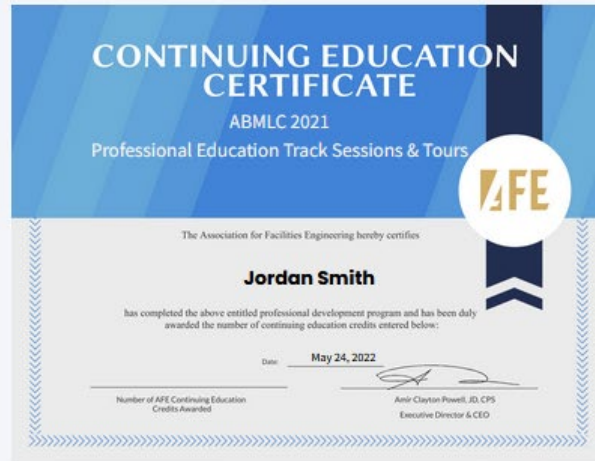 CONTINUING EDUCATION
CERTIFICATE
ABMLC 2021
Professional Education Track Sessions & Tours
AFE
The Association for Facilities Engineering hereby certifies
Jordan Smith
has completed the above entitled professional development program and has been duly
awarded the number of continuing education credits entered below:
Date: May 24, 2022
Number of AFE Continuing Education
Credits Awarded
Amir Clayton Powell, JD, CPS
Executive Director & CEO